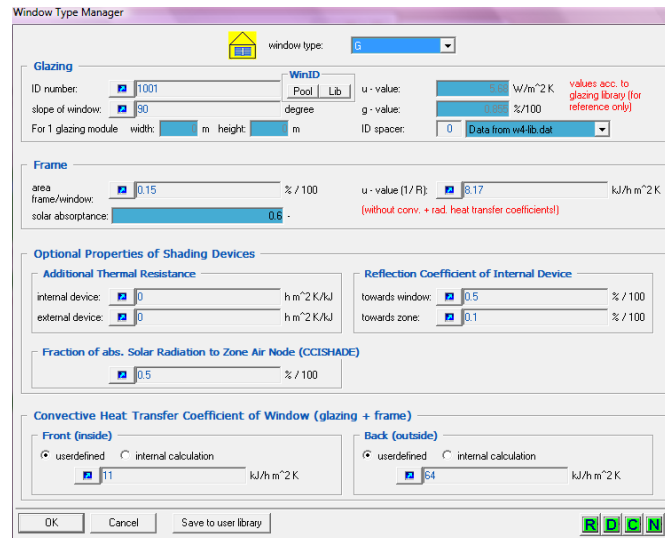 Window Type Manager
window type: G
Glazing
WinID
ID number: 1001 Pool Lib u - value: W/m^2 K values acc. to
slope of window: 90 degree g - value: %/100 glazing library (for
reference only)
For 1 glazing module width: m height: m ID spacer: 0 Data from w4-lib.dat
Frame
area
frame/window: 0.15 % / 100 u - value (1/ R): 8.17 kJ/h m^2 K
solar absorptance: 0.6 - (without conv. + rad. heat transfer coefficients!)
Optional Properties of Shading Devices
Additional Thermal Resistance Reflection Coefficient of Internal Device
internal device: 0 h m^2 K/kJ towards window: 0.5 % / 100
external device: 0 h m^2 K/kJ towards zone: 0.1 % / 100
Fraction of abs. Solar Radiation to Zone Air Node (CCISHADE)
0.5 % / 100
Convective Heat Transfer Coefficient of Window (glazing + frame)
Front (inside) Back (outside)
userdefined internal calculation userdefined internal calculation
11 kJ/h m^2 K 64 kJ/h m^2 K
OK Cancel Save to user library R D C N